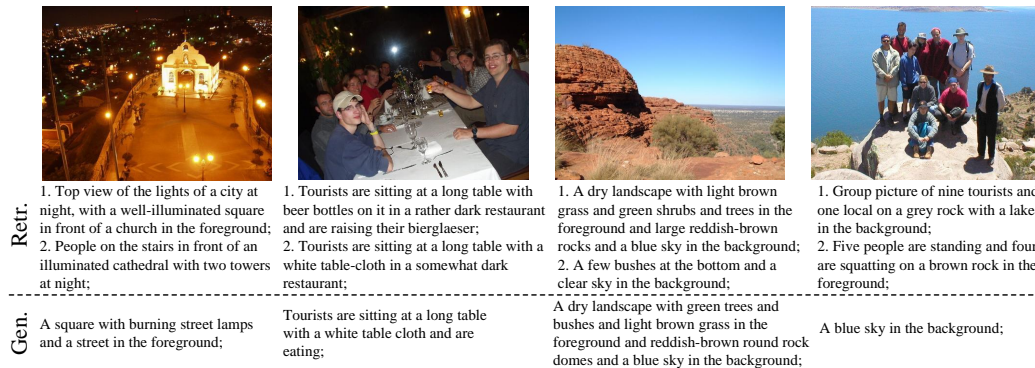 Retr.
1. Top view of the lights of a city at
night, with a well-illuminated square
in front of a church in the foreground;
2. People on the stairs in front of an
illuminated cathedral with two towers
at night;
1. Tourists are sitting at a long table with
beer bottles on it in a rather dark restaurant
and are raising their bierglaeser;
2. Tourists are sitting at a long table with a
white table-cloth in a somewhat dark
restaurant;
1. A dry landscape with light brown
grass and green shrubs and trees in the
foreground and large reddish-brown
rocks and a blue sky in the background;
2. A few bushes at the bottom and a
clear sky in the background;
1. Group picture of nine tourists and
one local on a grey rock with a lake
in the background;
2. Five people are standing and four
are squatting on a brown rock in the
foreground;
Gen.
A square with burning street lamps
and a street in the foreground;
Tourists are sitting at a long table
with a white table cloth and are
eating;
A dry landscape with green trees and
bushes and light brown grass in the
foreground and reddish-brown round rock
domes and a blue sky in the background;
A blue sky in the background;